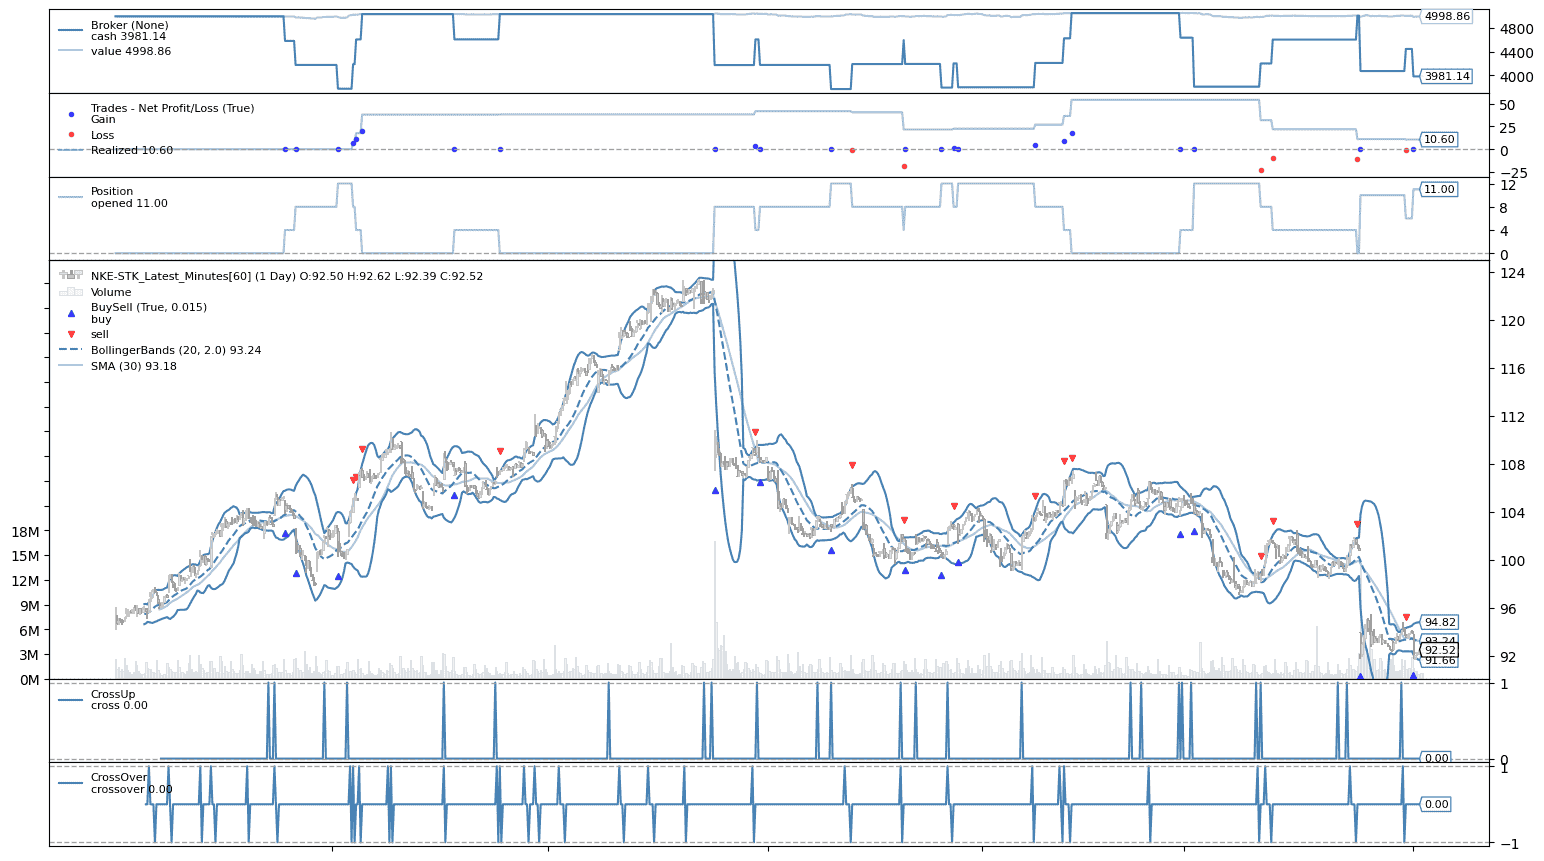 Broker (None)
cash 3981.14
value 4998.86
4998.86
4800
4400
4000
3981.14
Trades - Net Profit/Loss (True)
Gain
Loss
Realized 10.60
50
25
10.60
0
−25
Position
opened 11.00
12
11.00
8
4
0
NKE-STK_Latest_Minutes[60] (1 Day) O:92.50 H:92.62 L:92.39 C:92.52
Volume
BuySell (True, 0.015)
buy
sell
BollingerBands (20, 2.0) 93.24
SMA (30) 93.18
124
120
116
112
108
104
100
96
92
18M
15M
12M
9M
6M
3M
0M
94.82
93.24
92.52
91.66
CrossUp
cross 0.00
1
0.00
0
CrossOver
crossover 0.00
1
0.00
−1